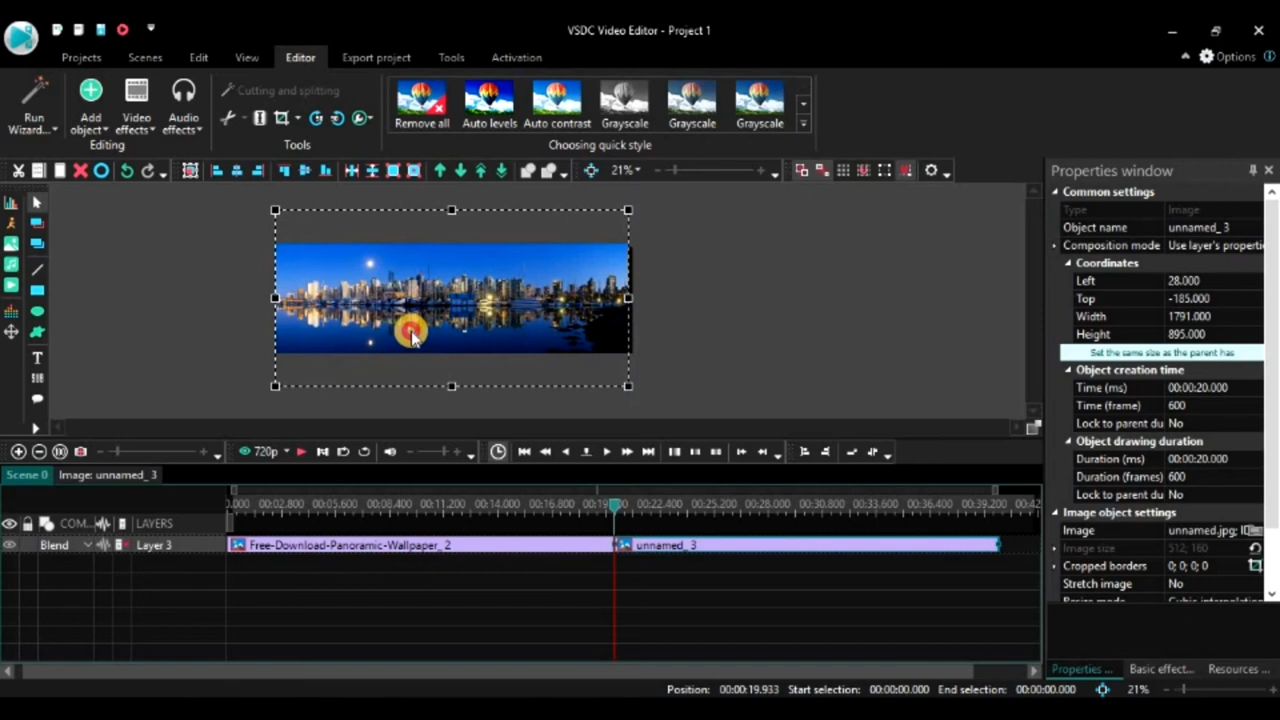 VSDC Video Editor - Project 1
Projects
Scenes
Edit
View
Editor
Export project
Tools
Activation
Options
Run
Wizard...
Add
object
Video
effects
Audio
effects
Cutting and splitting
Remove all
Auto levels
Auto contrast
Grayscale
Grayscale
Grayscale
Editing
Tools
Choosing quick style
21%
Properties window
Common settings
Type Image
Object name unnamed_ 3
Composition mode Use layer's properti
Coordinates
Left 28.000
Top -185.000
Width 1791.000
Height 895.000
Set the same size as the parent has
Object creation time
Time (ms) 00:00:20.000
Time (frame) 600
Lock to parent du No
Object drawing duration
Duration (ms) 00:00:20.000
Duration (frames) 600
Lock to parent du No
Image object settings
Image unnamed.jpg;
Image size 512; 160
Cropped borders 0; 0; 0; 0
Stretch image No
T
720p
Scene 0
Image: unnamed_ 3
0.000 00:02.800 00:05.600 00:08.400 00:11.200 00:14.000 00:16.800 00:22.400 00:25.200 00:28.000 00:30.800 00:33.600 00:36.400 00:39.200 00:42
COM...
LAYERS
Blend
Layer 3
Free-Download-Panoramic-Wallpaper_ 2
unnamed_ 3
Properties ...
Basic effect...
Resources ...
Position: 00:00:19.933 Start selection: 00:00:00.000 End selection: 00:00:00.000 21%